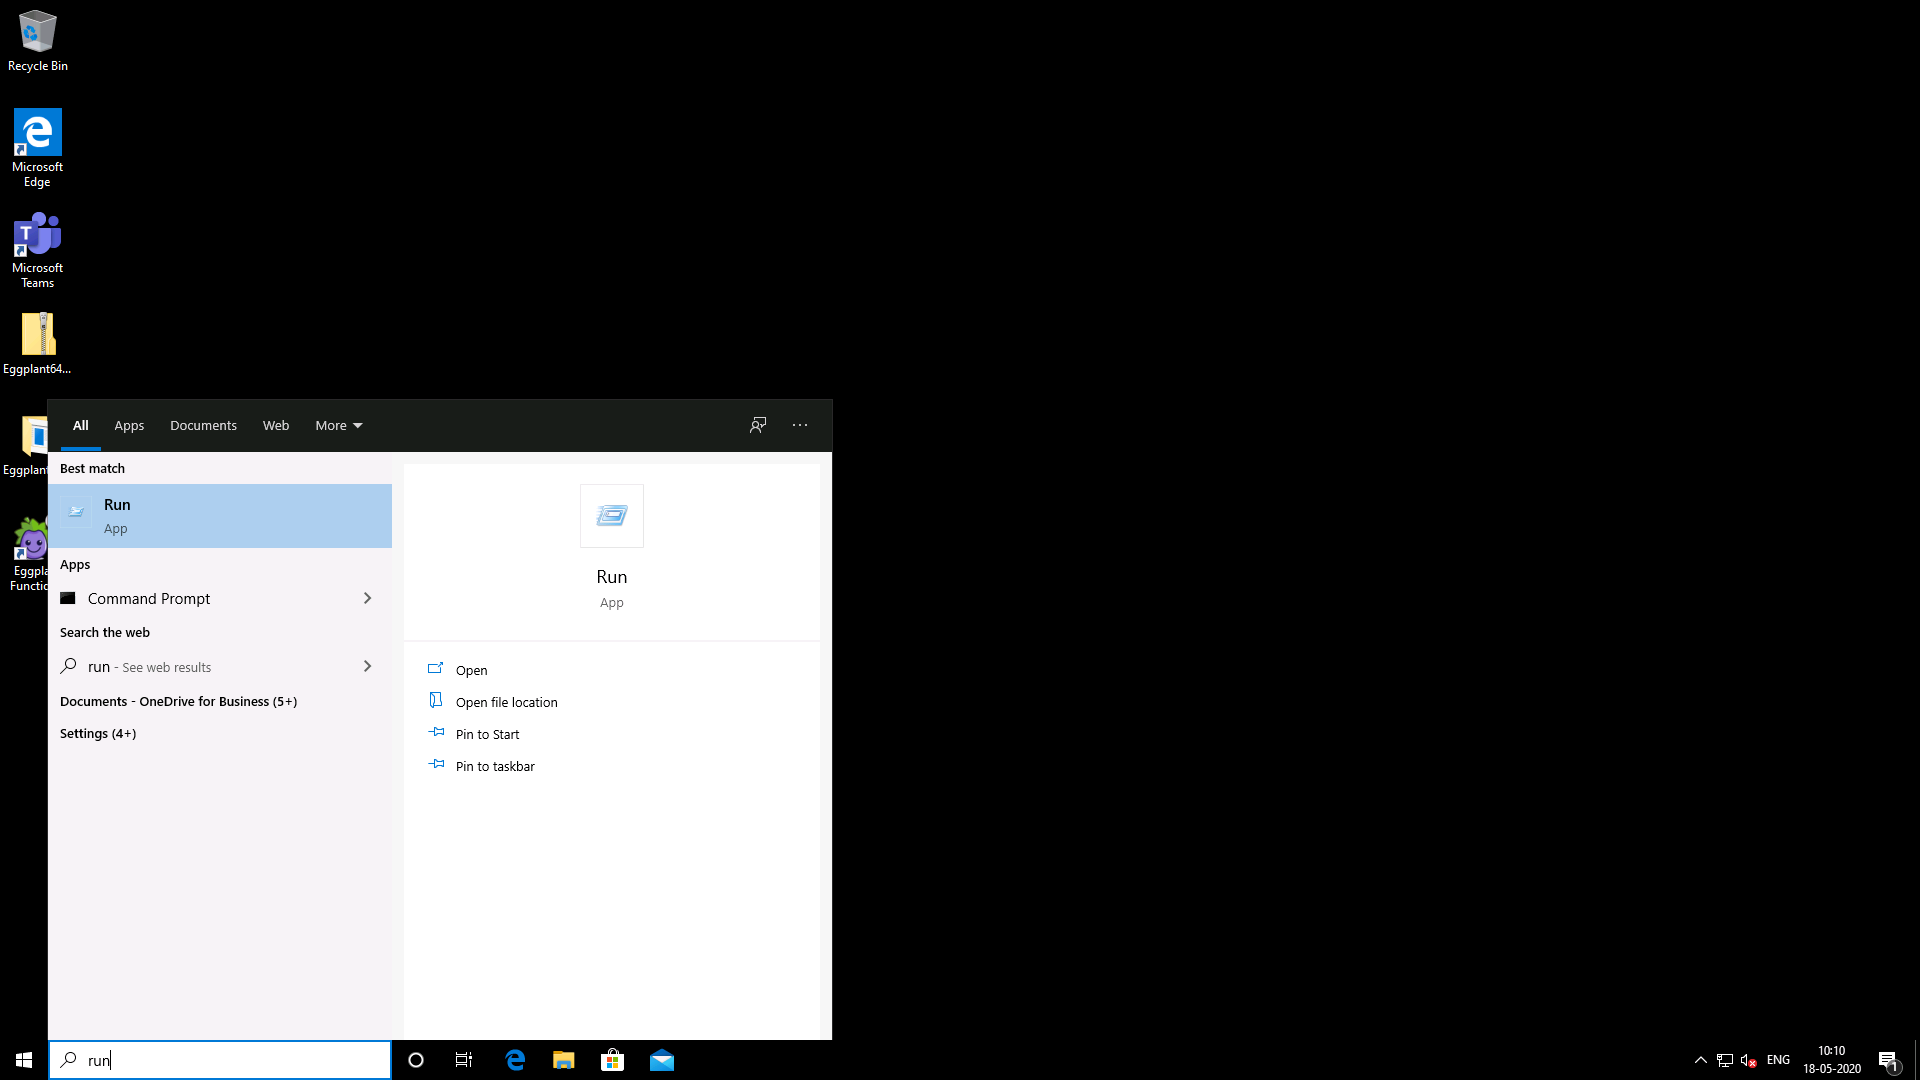 Recycle Bin
Microsoft
Edge
Microsoft
Teams
Eggplant64...
Eggplant
Eggpla
Functio
All
Apps
Documents
Web
More
Best match
Run
App
Apps
Command Prompt
Search the web
run - See web results
Documents - OneDrive for Business (5+)
Settings (4+)
Run
App
Open
Open file location
Pin to Start
Pin to taskbar
run
ENG
10:10
18-05-2020
1